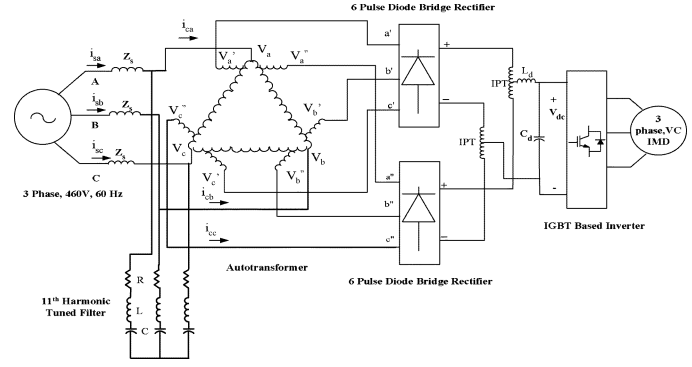 6 Pulse Diode Bridge Rectifier
i_ca
i_sa
Z_s
A
i_sb
Z_s
B
i_sc
Z_s
C
3 Phase, 460V, 60 Hz
V_a'
V_a
V_a"
V_c"
V_b'
V_c
V_b
V_c'
V_b"
i_cb
i_cc
Autotransformer
a'
b'
c'
+
−
a"
b"
c"
+
−
6 Pulse Diode Bridge Rectifier
IPT
L_d
IPT
+
V_dc
C_d
-
3
phase,VC
IMD
IGBT Based Inverter
11th Harmonic
Tuned Filter
R
L
C